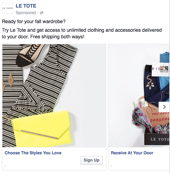 LE TOTE
Sponsored
Ready for your fall wardrobe?
Try Le Tote and get access to unlimited clothing and accessories delivered
to your door. Free shipping both ways!
LE TOTE
Choose The Styles You Love
Sign Up
Receive At Your Door